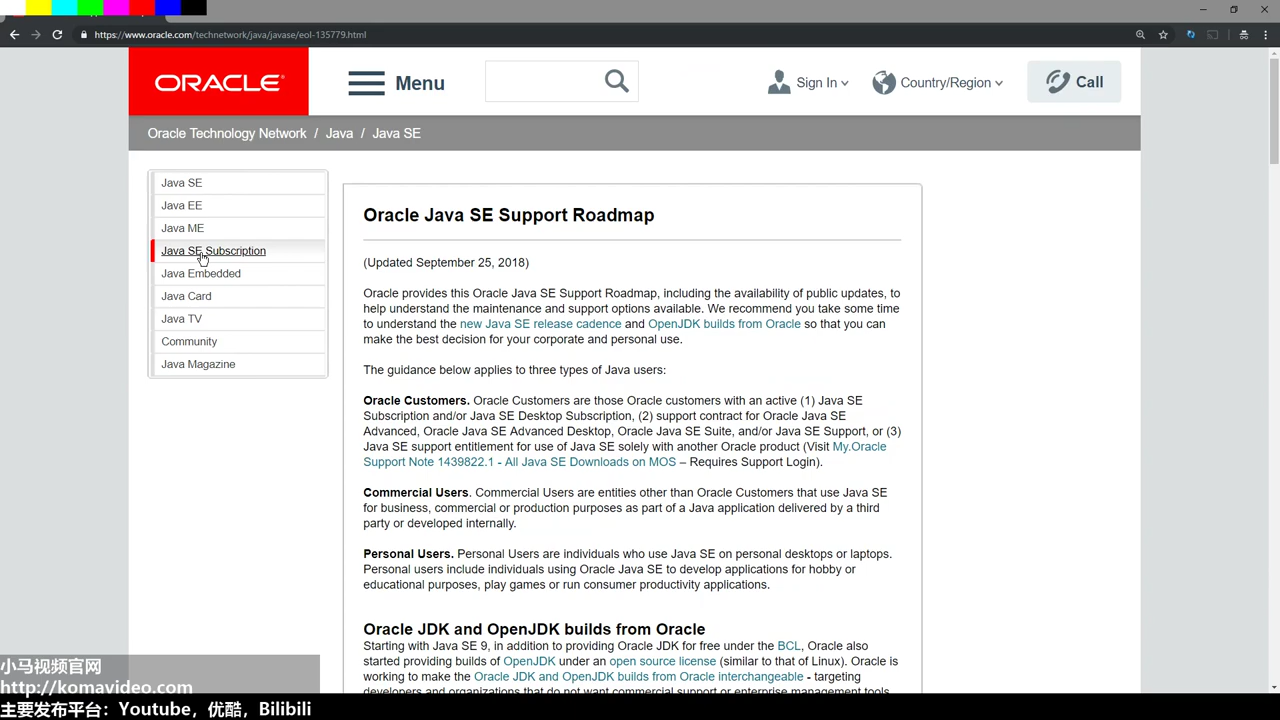 https://www.oracle.com/technetwork/java/javase/eol-135779.html
ORACLE
Menu
Sign In
Country/Region
Call
Oracle Technology Network / Java / Java SE
Java SE
Java EE
Java ME
Java SE Subscription
Java Embedded
Java Card
Java TV
Community
Java Magazine
Oracle Java SE Support Roadmap
(Updated September 25, 2018)
Oracle provides this Oracle Java SE Support Roadmap, including the availability of public updates, to
help understand the maintenance and support options available. We recommend you take some time
to understand the new Java SE release cadence and OpenJDK builds from Oracle so that you can
make the best decision for your corporate and personal use.
The guidance below applies to three types of Java users:
Oracle Customers. Oracle Customers are those Oracle customers with an active (1) Java SE
Subscription and/or Java SE Desktop Subscription, (2) support contract for Oracle Java SE
Advanced, Oracle Java SE Advanced Desktop, Oracle Java SE Suite, and/or Java SE Support, or (3)
Java SE support entitlement for use of Java SE solely with another Oracle product (Visit My.Oracle
Support Note 1439822.1 - All Java SE Downloads on MOS – Requires Support Login).
Commercial Users. Commercial Users are entities other than Oracle Customers that use Java SE
for business, commercial or production purposes as part of a Java application delivered by a third
party or developed internally.
Personal Users. Personal Users are individuals who use Java SE on personal desktops or laptops.
Personal users include individuals using Oracle Java SE to develop applications for hobby or
educational purposes, play games or run consumer productivity applications.
Oracle JDK and OpenJDK builds from Oracle
Starting with Java SE 9, in addition to providing Oracle JDK for free under the BCL, Oracle also
started providing builds of OpenJDK under an open source license (similar to that of Linux). Oracle is
working to make the Oracle JDK and OpenJDK builds from Oracle interchangeable - targeting
developers and organizations that do not want commercial support or enterprise management tools.
小马视频官网
http://komavideo.com
主要发布平台：Youtube，优酷，Bilibili